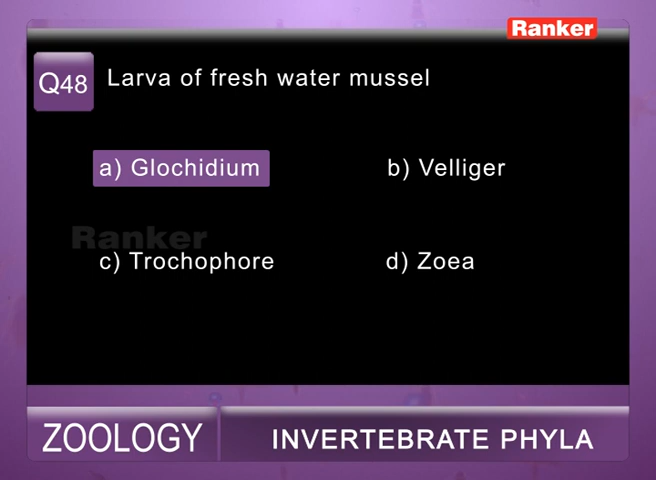 Ranker
Q48 Larva of fresh water mussel
a) Glochidium b) Velliger
Ranker
c) Trochophore d) Zoea
ZOOLOGY INVERTEBRATE PHYLA